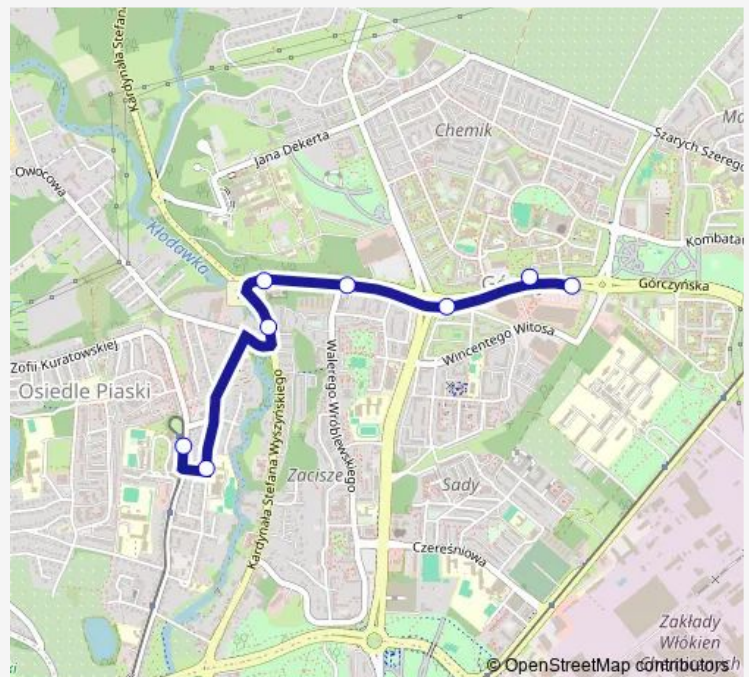 Kardynała Stefana
Chemik
Szarych Szereg
Jana Dekerta
Owocowa
Kłodawka
Kombatan
Górczyńska
Wincentego Witosa
Zofii Kuratowskiej
Osiedle Piaski
Walerego Wróblewskiego
Kardynała Stefana Wyszyńskiego
Zacisze
Sady
Czereśniowa
Zakłady
Włókien
© OpenStreetMap contributors